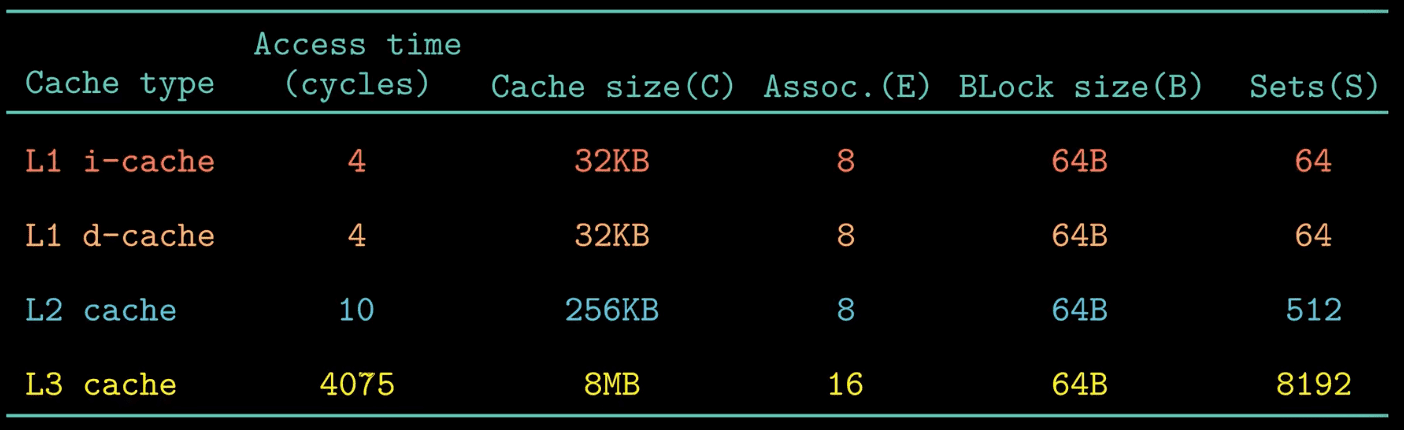 Cache type Access time (cycles) Cache size(C) Assoc.(E) BLock size(B) Sets(S)
L1 i-cache 4 32KB 8 64B 64
L1 d-cache 4 32KB 8 64B 64
L2 cache 10 256KB 8 64B 512
L3 cache 4075 8MB 16 64B 8192